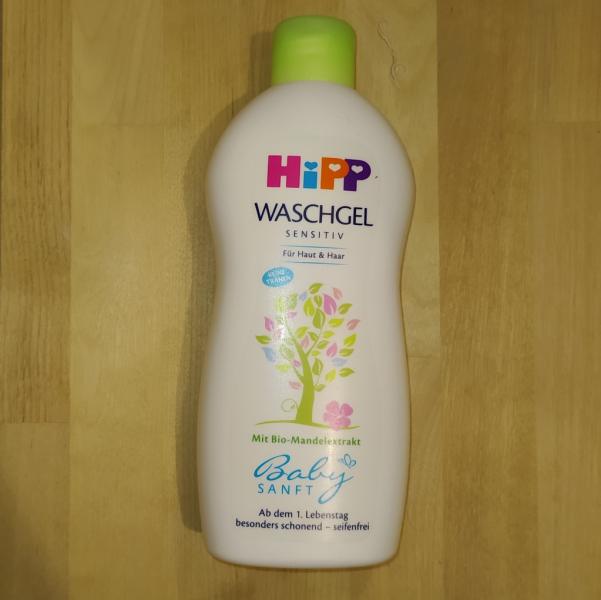 HiPP
WASCHGEL
SENSITIV
Für Haut & Haar
KEINE
TRÄNEN
Mit Bio-Mandelextrakt
Baby
SANFT
Ab dem 1. Lebenstag
besonders schonend – seifenfrei